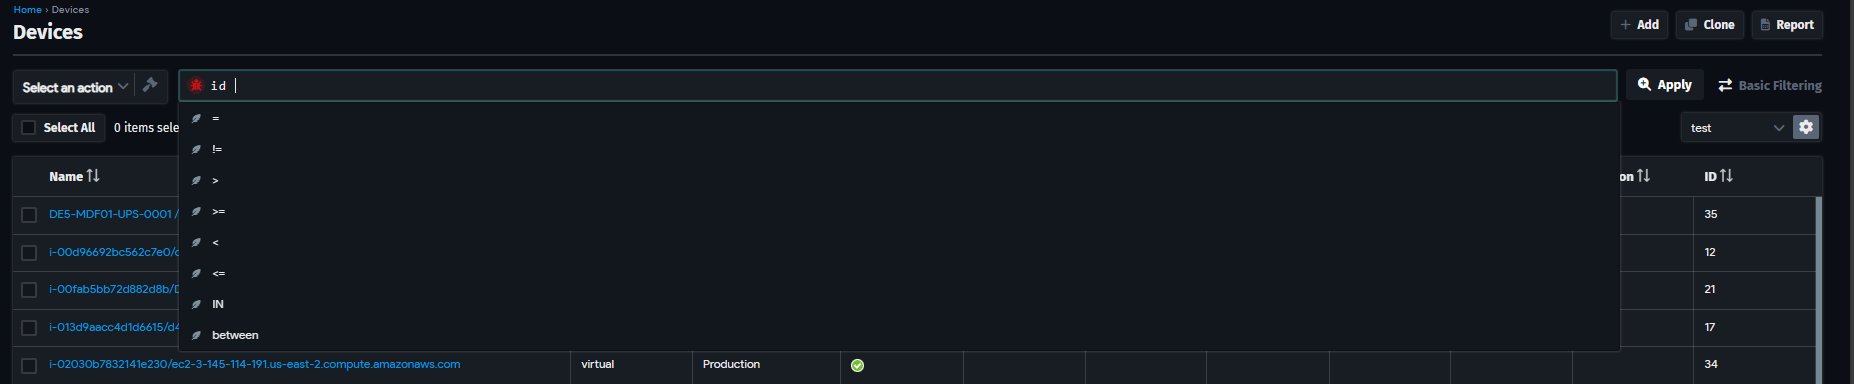 Home › Devices
Devices
Add
Clone
Report
Select an action
id
Apply
Basic Filtering
Select All
0 items sele
=
!=
>
>=
<
<=
IN
between
test
Name
on
ID
DE5-MDF01-UPS-0001 /
35
i-00d96692bc562c7e0/
12
i-00fab5bb72d882d8b/D
21
i-013d9aacc4d1d6615/d4
17
i-02030b7832141e230/ec2-3-145-114-191.us-east-2.compute.amazonaws.com
virtual
Production
34